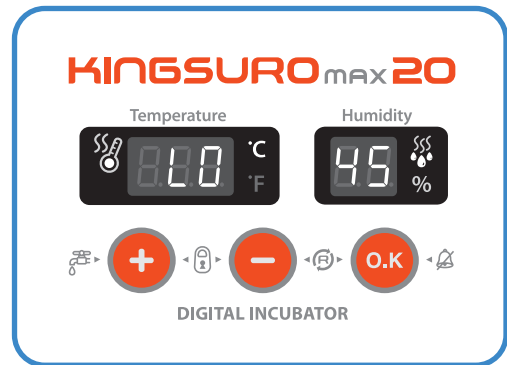 KINGSURO max 20
Temperature Humidity
LO °C °F 45 %
+ R − O.K
DIGITAL INCUBATOR